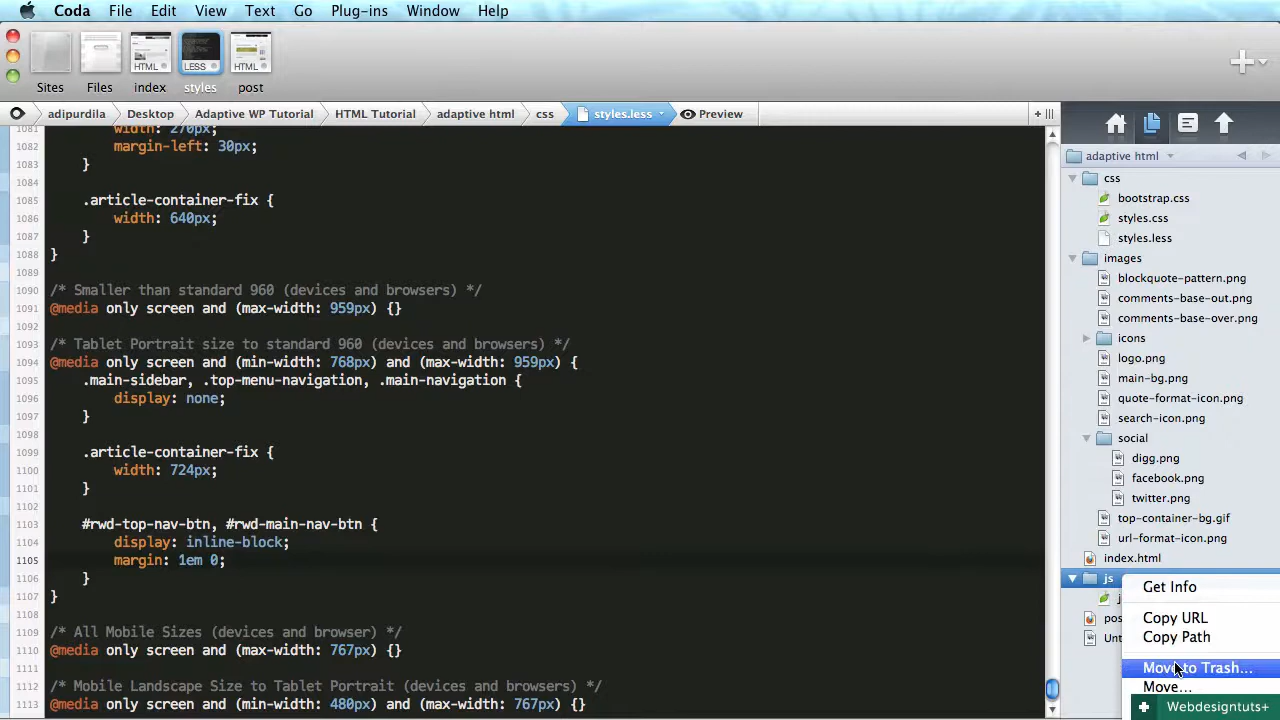 Coda File Edit View Text Go Plug-ins Window Help
HTML LESS HTML
Sites Files index styles post
adipurdila Desktop Adaptive WP Tutorial HTML Tutorial adaptive html css styles.less Preview
1081 width: 270px;
1082 margin-left: 30px;
1083 }
1084
1085 .article-container-fix {
1086 width: 640px;
1087 }
1088 }
1089
1090 /* Smaller than standard 960 (devices and browsers) */
1091 @media only screen and (max-width: 959px) {}
1092
1093 /* Tablet Portrait size to standard 960 (devices and browsers) */
1094 @media only screen and (min-width: 768px) and (max-width: 959px) {
1095 .main-sidebar, .top-menu-navigation, .main-navigation {
1096 display: none;
1097 }
1098
1099 .article-container-fix {
1100 width: 724px;
1101 }
1102
1103 #rwd-top-nav-btn, #rwd-main-nav-btn {
1104 display: inline-block;
1105 margin: 1em 0;
1106 }
1107 }
1108
1109 /* All Mobile Sizes (devices and browser) */
1110 @media only screen and (max-width: 767px) {}
1111
1112 /* Mobile Landscape Size to Tablet Portrait (devices and browsers) */
1113 @media only screen and (min-width: 480px) and (max-width: 767px) {}
adaptive html
css
bootstrap.css
styles.css
styles.less
images
blockquote-pattern.png
comments-base-out.png
comments-base-over.png
icons
logo.png
main-bg.png
quote-format-icon.png
search-icon.png
social
digg.png
facebook.png
twitter.png
top-container-bg.gif
url-format-icon.png
index.html
js
Get Info
Copy URL
Copy Path
Move to Trash...
Move...
Webdesigntuts+